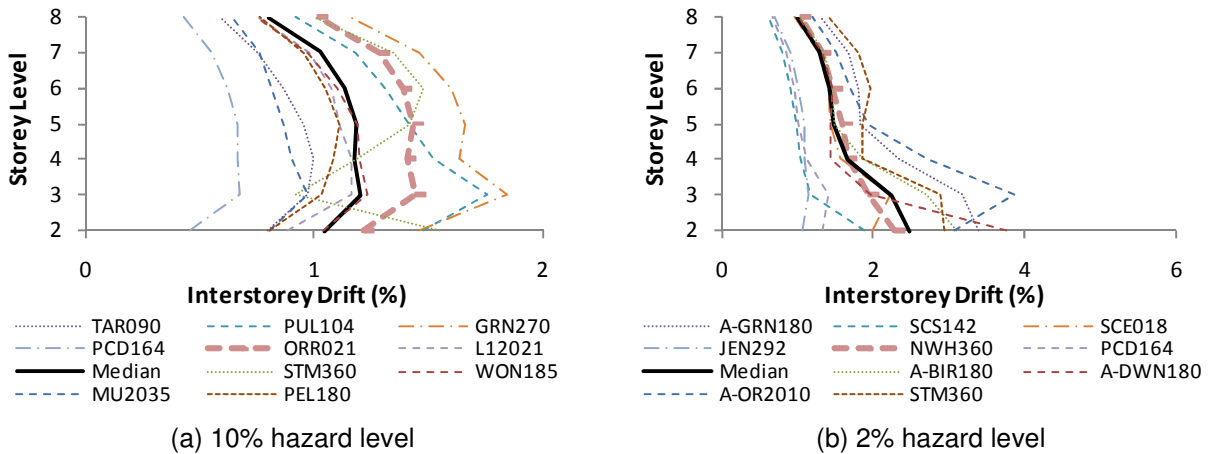 Storey Level
8
7
6
5
4
3
2
0
1
2
Interstorey Drift (%)
TAR090
PUL104
GRN270
PCD164
ORR021
L12021
Median
STM360
WON185
MU2035
PEL180
(a) 10% hazard level
Storey Level
8
7
6
5
4
3
2
0
2
4
6
Interstorey Drift (%)
A-GRN180
SCS142
SCE018
JEN292
NWH360
PCD164
Median
A-BIR180
A-DWN180
A-OR2010
STM360
(b) 2% hazard level